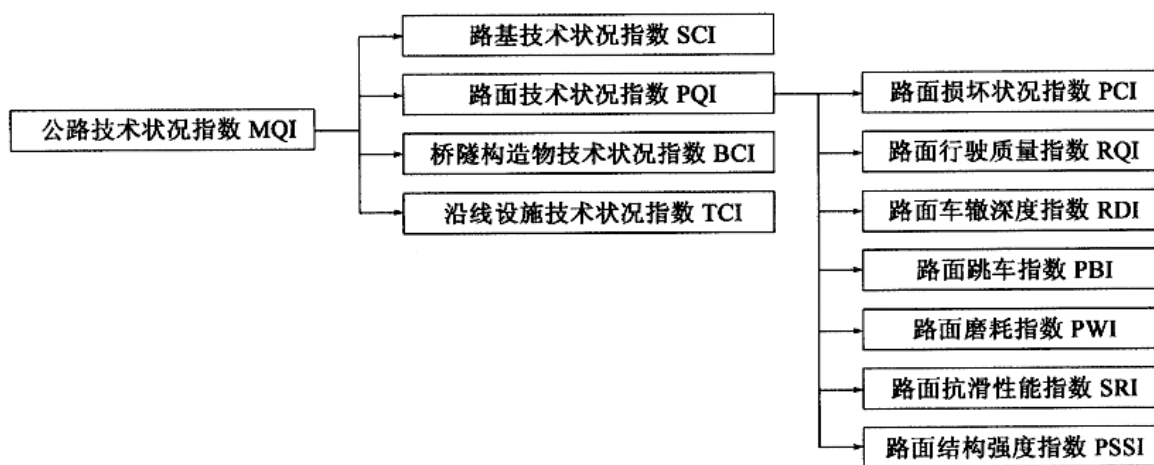 公路技术状况指数 MQI
路基技术状况指数 SCI
路面技术状况指数 PQI
桥隧构造物技术状况指数 BCI
沿线设施技术状况指数 TCI
路面损坏状况指数 PCI
路面行驶质量指数 RQI
路面车辙深度指数 RDI
路面跳车指数 PBI
路面磨耗指数 PWI
路面抗滑性能指数 SRI
路面结构强度指数 PSSI